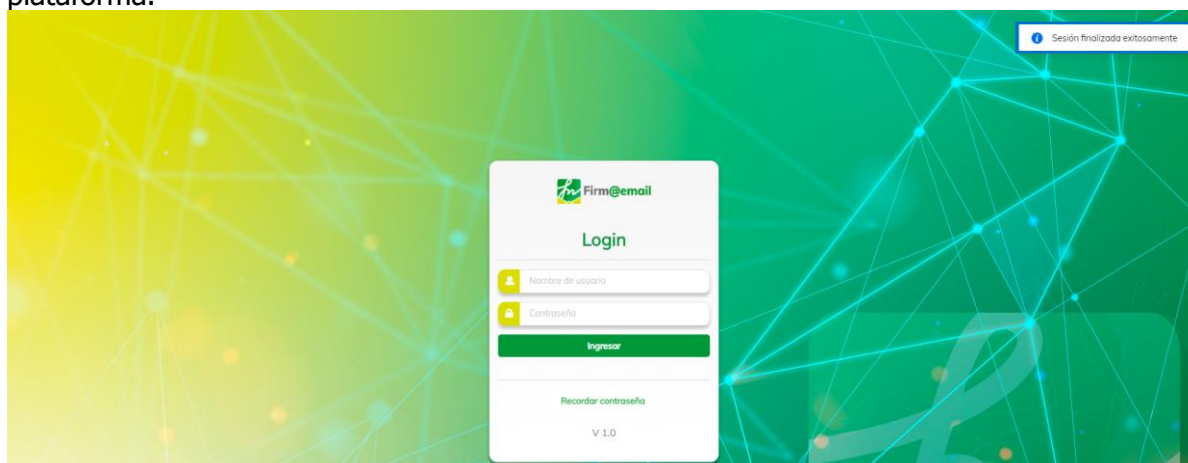 plataforma.
Sesión finalizada exitosamente
Firm@email
Login
Nombre de usuario
Contraseña
Ingresar
Recordar contraseña
V 1.0